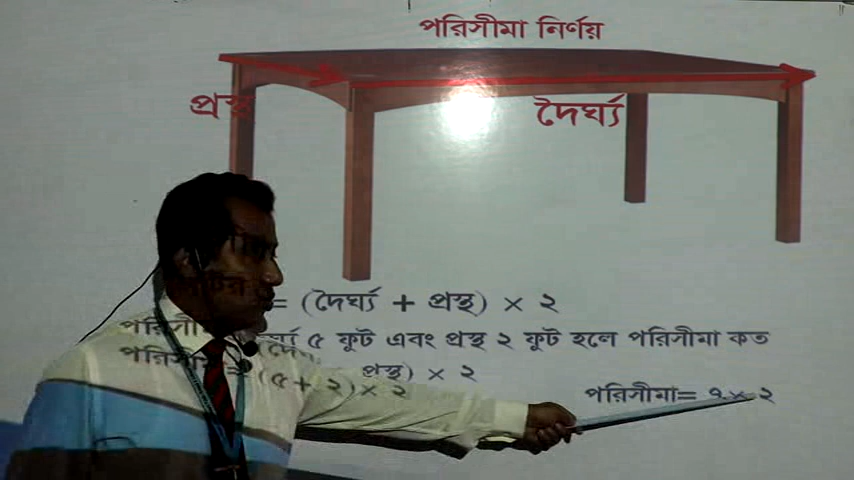 পরিসীমা নির্ণয়
প্রস্থ
দৈর্ঘ্য
= (দৈর্ঘ্য + প্রস্থ) × ২
৫ ফুট এবং প্রস্থ ২ ফুট হলে পরিসীমা কত
প্রস্থ) × ২
= (৫+ ২)× ২
পরিসীমা= ৭ × ২